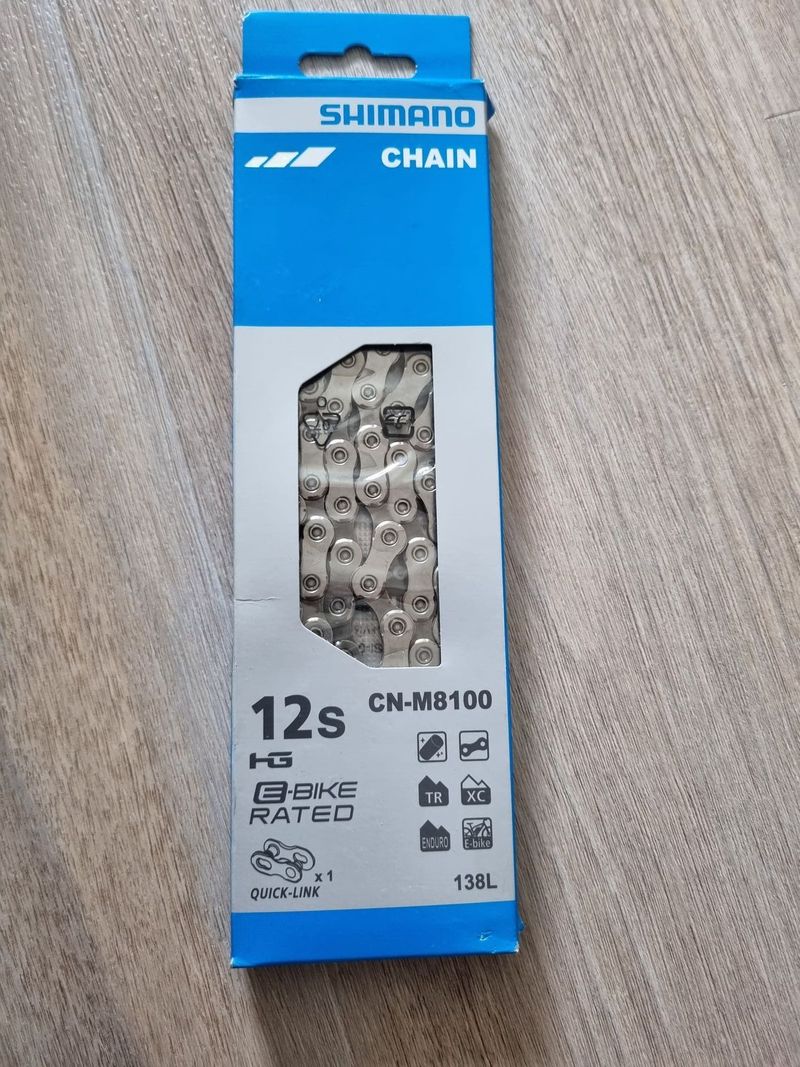 SHIMANO
CHAIN
12s
CN-M8100
HG
E-BIKE
RATED
TR
XC
ENDURO
E-bike
x 1
QUICK-LINK
138L